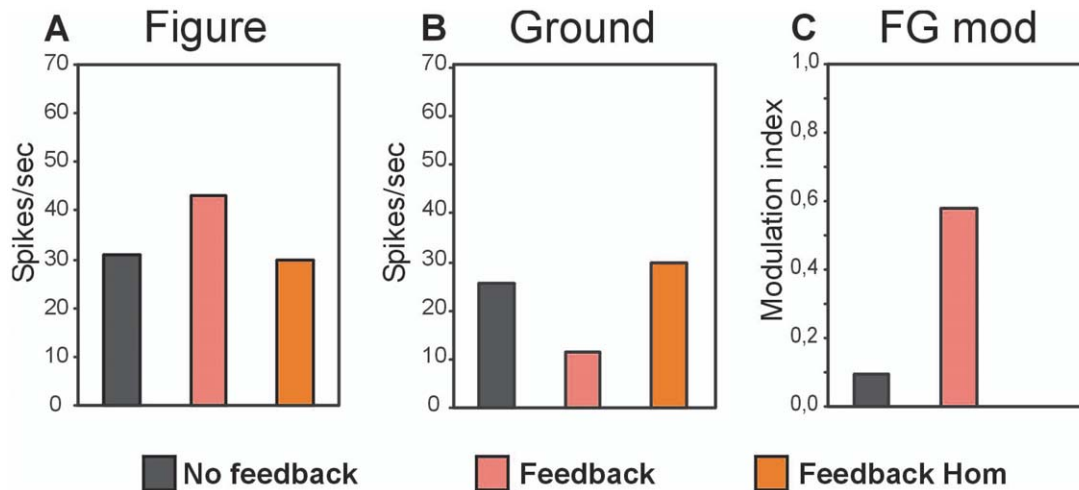 A Figure
B Ground
C FG mod
Spikes/sec
70
60
50
40
30
20
10
0
Spikes/sec
70
60
50
40
30
20
10
0
Modulation index
1,0
0,8
0,6
0,4
0,2
0,0
No feedback
Feedback
Feedback Hom